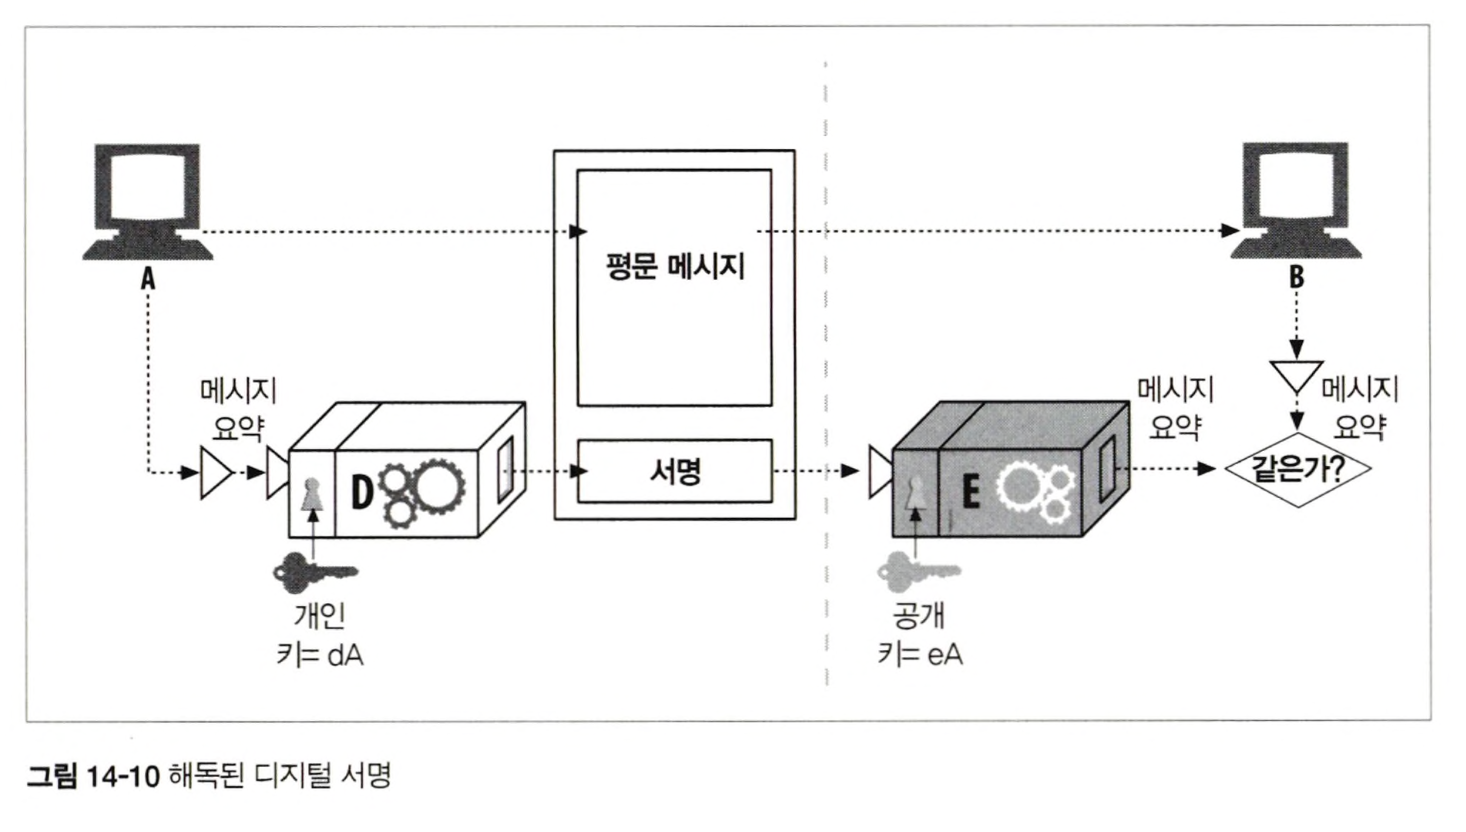 평문 메시지
A
B
메시지
요약
D
서명
E
메시지
요약
메시지
요약
같은가?
개인
키= dA
공개
키= eA
그림 14-10 해독된 디지털 서명